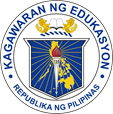 KAGAWARAN NG EDUKASYON
REPUBLIKA NG PILIPINAS